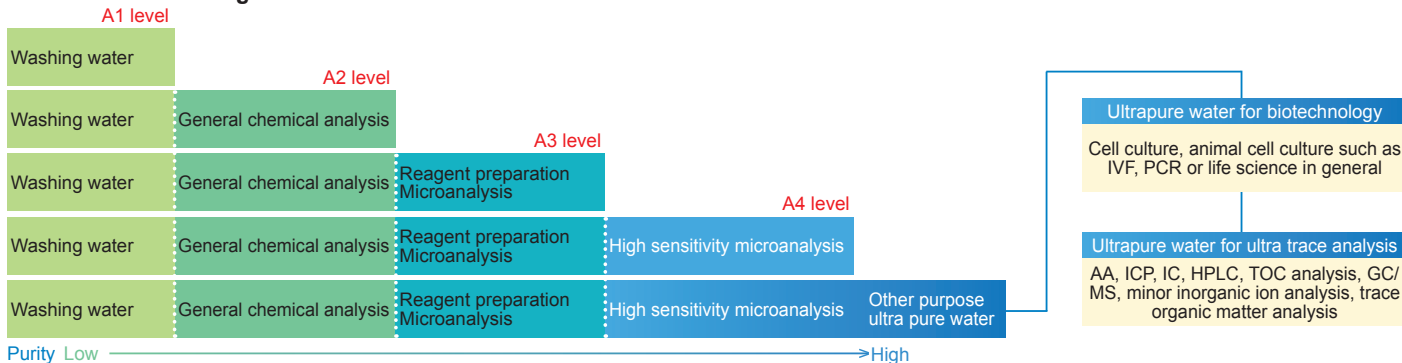 A1 level
Washing water
A2 level
Washing water General chemical analysis
A3 level
Washing water General chemical analysis Reagent preparation
Microanalysis
A4 level
Washing water General chemical analysis Reagent preparation
Microanalysis High sensitivity microanalysis
Washing water General chemical analysis Reagent preparation
Microanalysis High sensitivity microanalysis Other purpose
ultra pure water
Purity Low High
Ultrapure water for biotechnology
Cell culture, animal cell culture such as
IVF, PCR or life science in general
Ultrapure water for ultra trace analysis
AA, ICP, IC, HPLC, TOC analysis, GC/
MS, minor inorganic ion analysis, trace
organic matter analysis